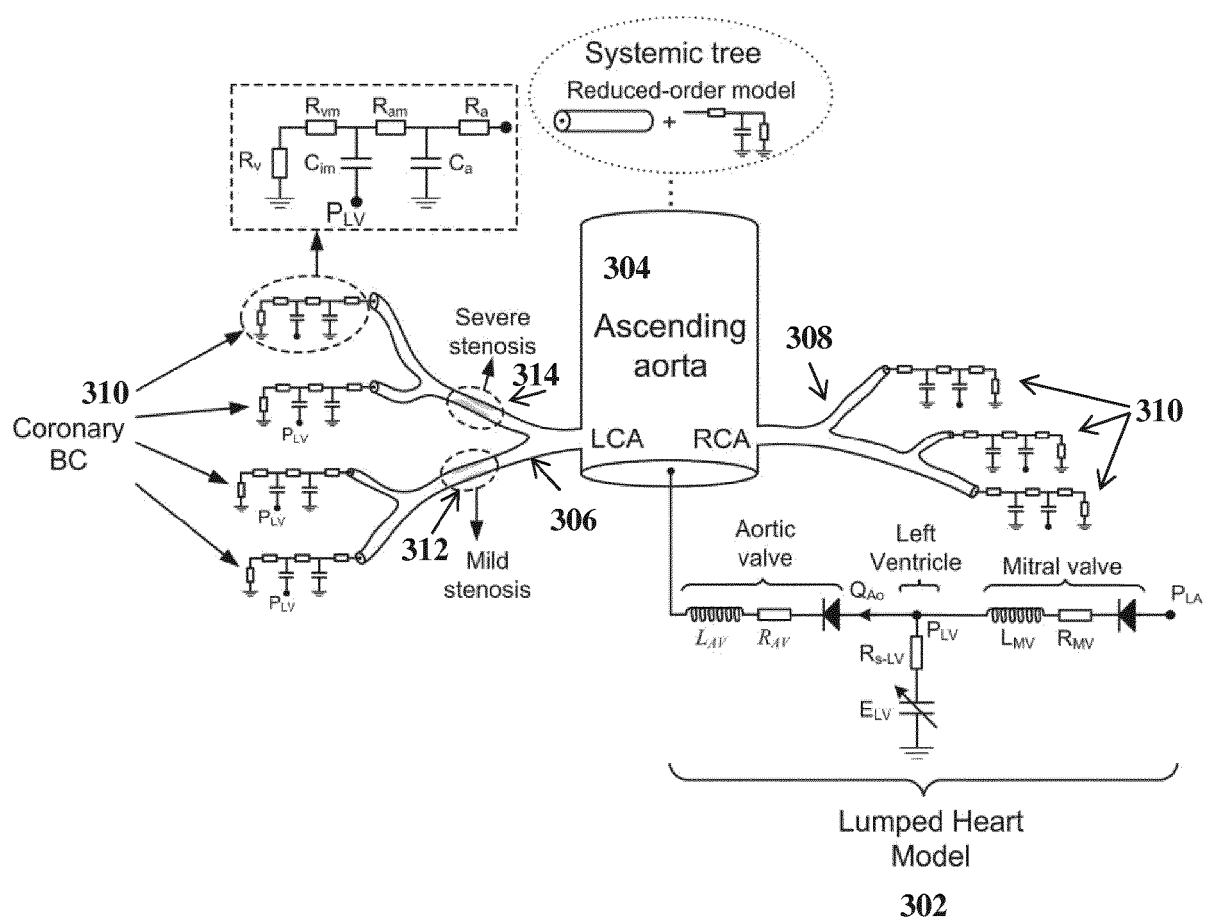 Systemic tree
Reduced-order model
+
R_vm
R_am
R_a
R_v
C_im
C_a
P_LV
304
Ascending
aorta
LCA
RCA
Severe
stenosis
314
308
310
Coronary
BC
310
P_LV
P_LV
P_LV
306
312
Mild
stenosis
Aortic
valve
Left
Ventricle
Mitral valve
Q_Ao
P_LA
L_AV
R_AV
P_LV
L_MV
R_MV
R_s-LV
E_LV
Lumped Heart
Model
302